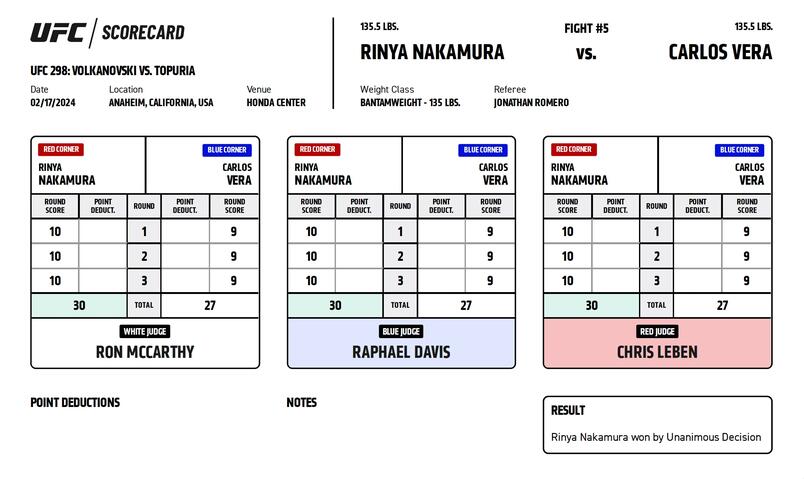 UFC SCORECARD
UFC 298: VOLKANOVSKI VS. TOPURIA
Date Location Venue
02/17/2024 ANAHEIM, CALIFORNIA, USA HONDA CENTER
135.5 LBS. FIGHT #5 135.5 LBS.
RINYA NAKAMURA VS. CARLOS VERA
Weight Class Referee
BANTAMWEIGHT - 135 LBS. JONATHAN ROMERO
RED CORNER BLUE CORNER
RINYA CARLOS
NAKAMURA VERA
ROUND SCORE POINT DEDUCT. ROUND POINT DEDUCT. ROUND SCORE
10 1 9
10 2 9
10 3 9
30 TOTAL 27
WHITE JUDGE
RON MCCARTHY
RED CORNER BLUE CORNER
RINYA CARLOS
NAKAMURA VERA
ROUND SCORE POINT DEDUCT. ROUND POINT DEDUCT. ROUND SCORE
10 1 9
10 2 9
10 3 9
30 TOTAL 27
BLUE JUDGE
RAPHAEL DAVIS
RED CORNER BLUE CORNER
RINYA CARLOS
NAKAMURA VERA
ROUND SCORE POINT DEDUCT. ROUND POINT DEDUCT. ROUND SCORE
10 1 9
10 2 9
10 3 9
30 TOTAL 27
RED JUDGE
CHRIS LEBEN
POINT DEDUCTIONS
NOTES
RESULT
Rinya Nakamura won by Unanimous Decision